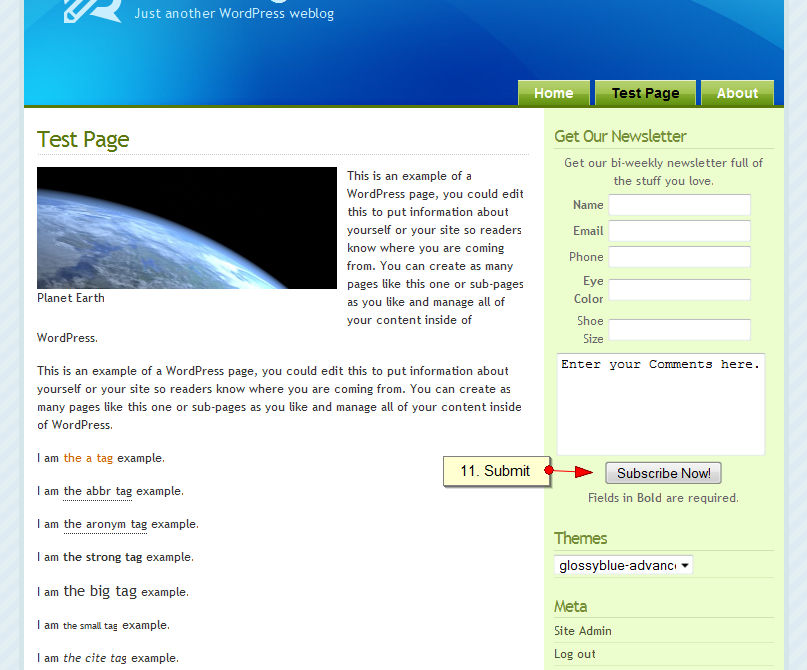 Just another WordPress weblog
Home Test Page About
Test Page
This is an example of a
WordPress page, you could edit
this to put information about
yourself or your site so readers
know where you are coming
from. You can create as many
pages like this one or sub-pages
as you like and manage all of
your content inside of
Planet Earth
WordPress.
This is an example of a WordPress page, you could edit this to put information about
yourself or your site so readers know where you are coming from. You can create as
many pages like this one or sub-pages as you like and manage all of your content inside
of WordPress.
I am the a tag example.
I am the abbr tag example.
I am the aronym tag example.
I am the strong tag example.
I am the big tag example.
I am the small tag example.
I am the cite tag example.
Get Our Newsletter
Get our bi-weekly newsletter full of
the stuff you love.
Name
Email
Phone
Eye
Color
Shoe
Size
Enter your Comments here.
11. Submit
Subscribe Now!
Fields in Bold are required.
Themes
glossyblue-advanc
Meta
Site Admin
Log out